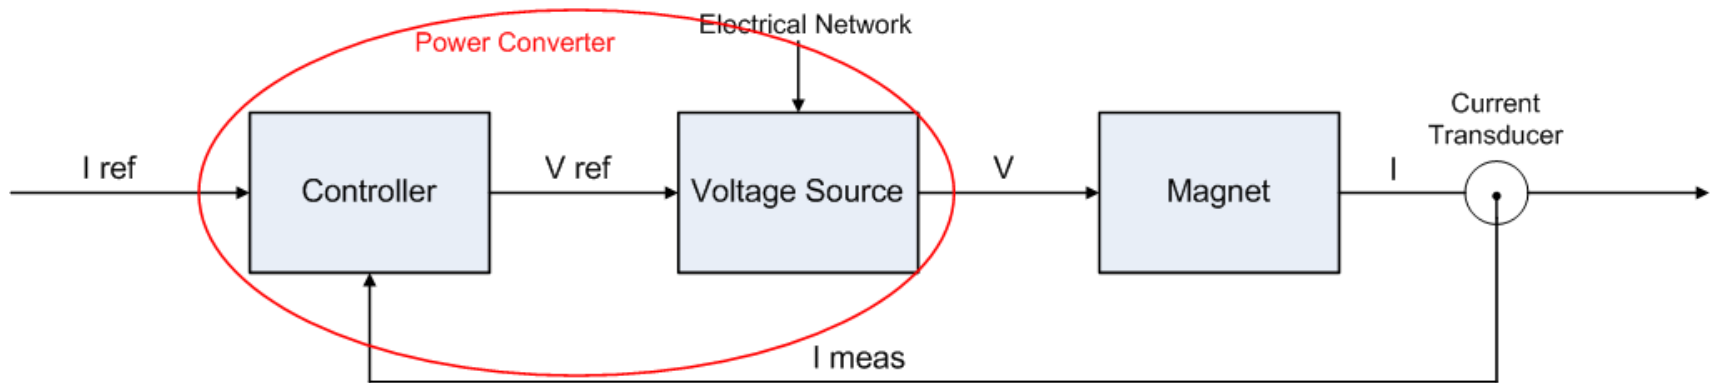 Electrical Network
Power Converter
Current
Transducer
I ref
Controller
V ref
Voltage Source
V
Magnet
I
I meas